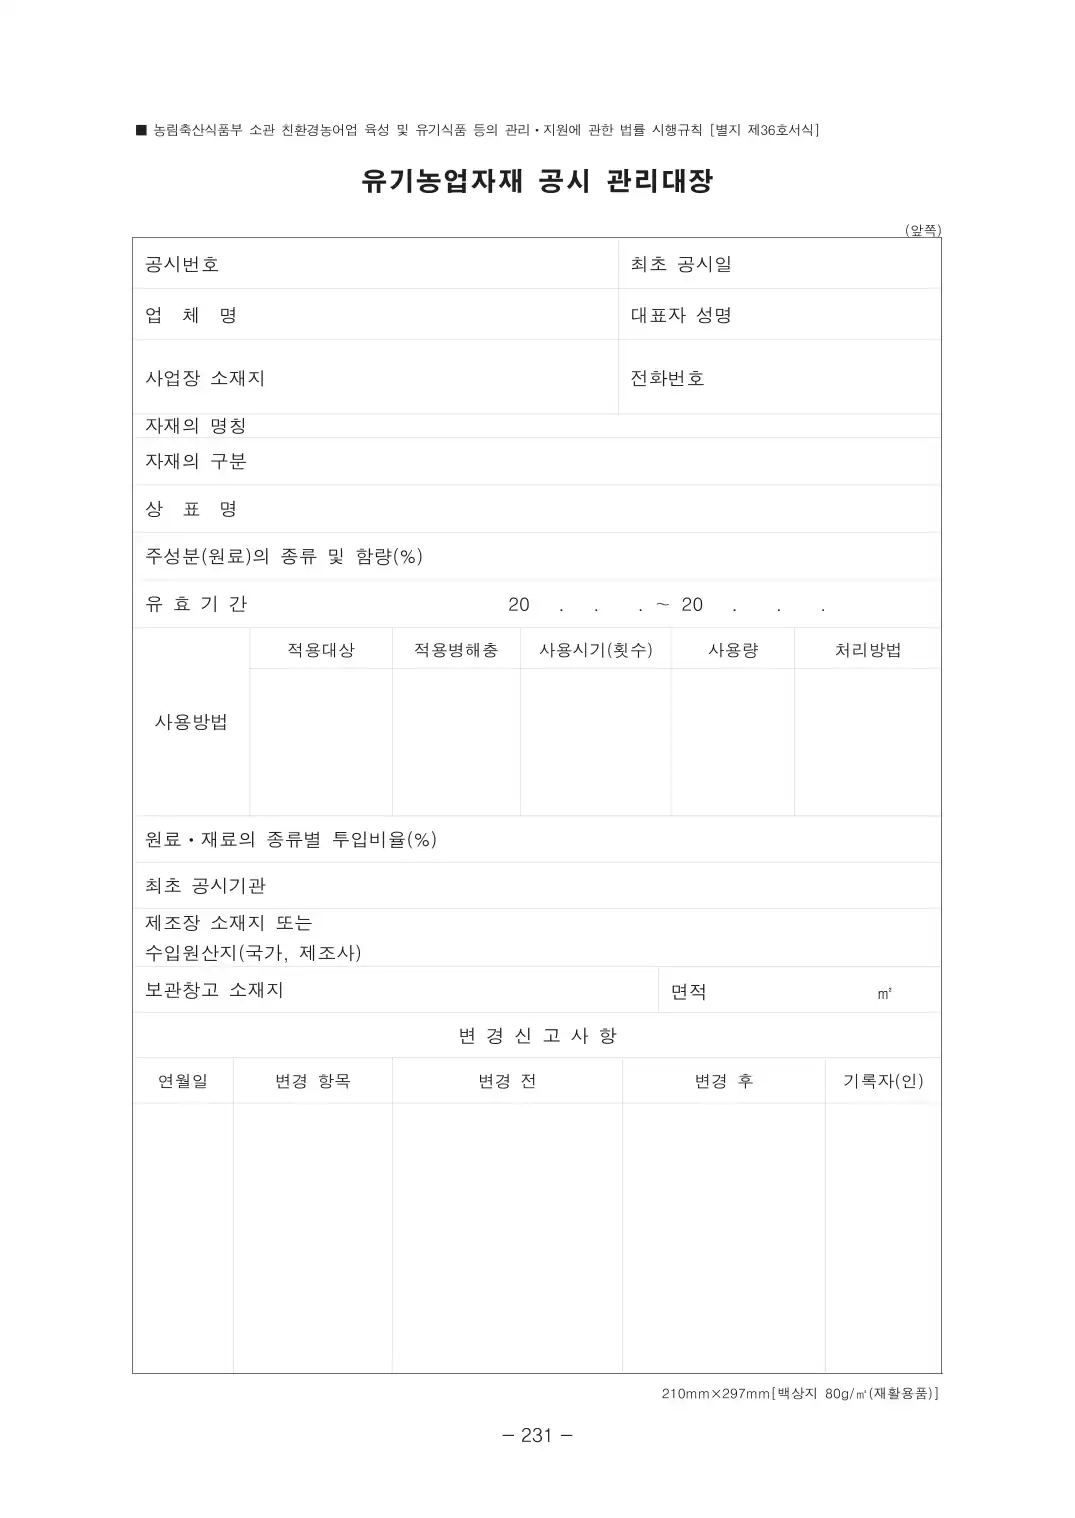 ■ 농림축산식품부 소관 친환경농어업 육성 및 유기식품 등의 관리·지원에 관한 법률 시행규칙 [별지 제36호서식]
유기농업자재 공시 관리대장
(앞쪽)
공시번호 최초 공시일
업 체 명 대표자 성명
사업장 소재지 전화번호
자재의 명칭
자재의 구분
상 표 명
주성분(원료)의 종류 및 함량(%)
유 효 기 간 20 . . . ~ 20 . . .
적용대상 적용병해충 사용시기(횟수) 사용량 처리방법
사용방법
원료·재료의 종류별 투입비율(%)
최초 공시기관
제조장 소재지 또는
수입원산지(국가, 제조사)
보관창고 소재지 면적 ㎡
변 경 신 고 사 항
연월일 변경 항목 변경 전 변경 후 기록자(인)
210mm×297mm[백상지 80g/㎡(재활용품)]
- 231 -